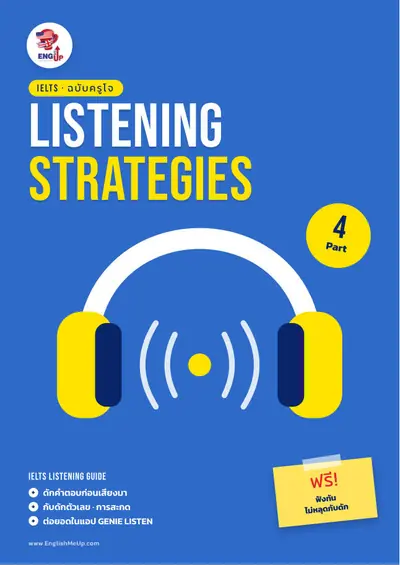 ENGUP
IELTS · ฉบับครูโจ
LISTENING
STRATEGIES
4
Part
IELTS LISTENING GUIDE
ดักคำตอบก่อนเสียงมา
กับดักตัวเลข · การสะกด
ต่อยอดในแอป GENIE LISTEN
ฟรี!
ฟังทัน
ไม่หลุดกับดัก
www.EnglishMeUp.com